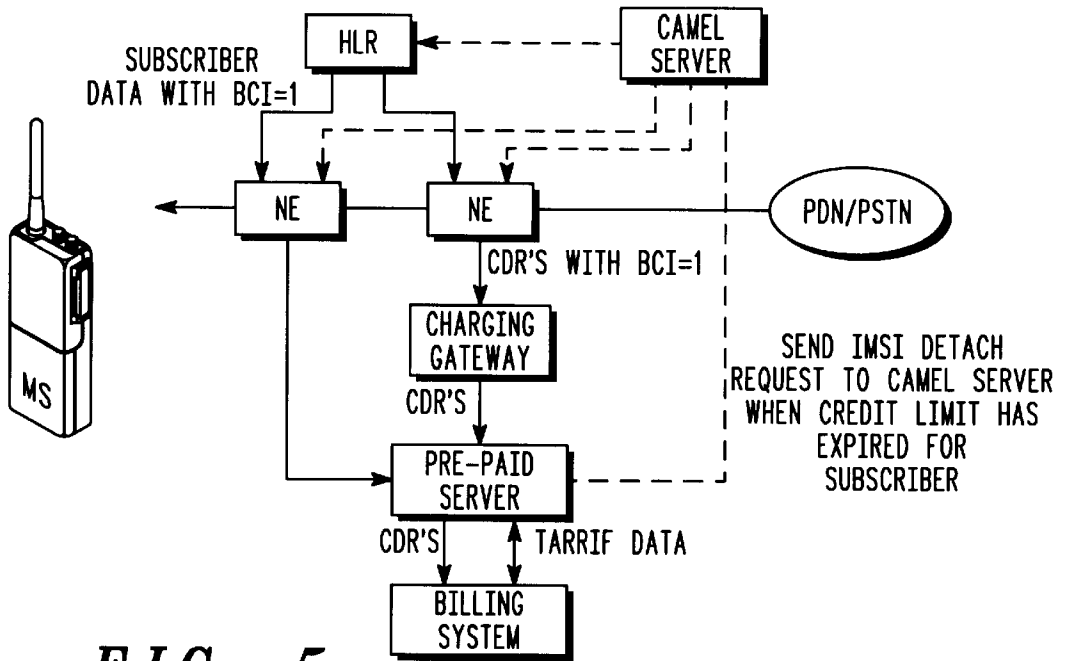 HLR
CAMEL
SERVER
SUBSCRIBER
DATA WITH BCI=1
NE
NE
PDN/PSTN
CDR'S WITH BCI=1
CHARGING
GATEWAY
MS
SEND IMSI DETACH
REQUEST TO CAMEL SERVER
WHEN CREDIT LIMIT HAS
EXPIRED FOR
SUBSCRIBER
CDR'S
PRE-PAID
SERVER
CDR'S
TARRIF DATA
BILLING
SYSTEM
FIG. 5